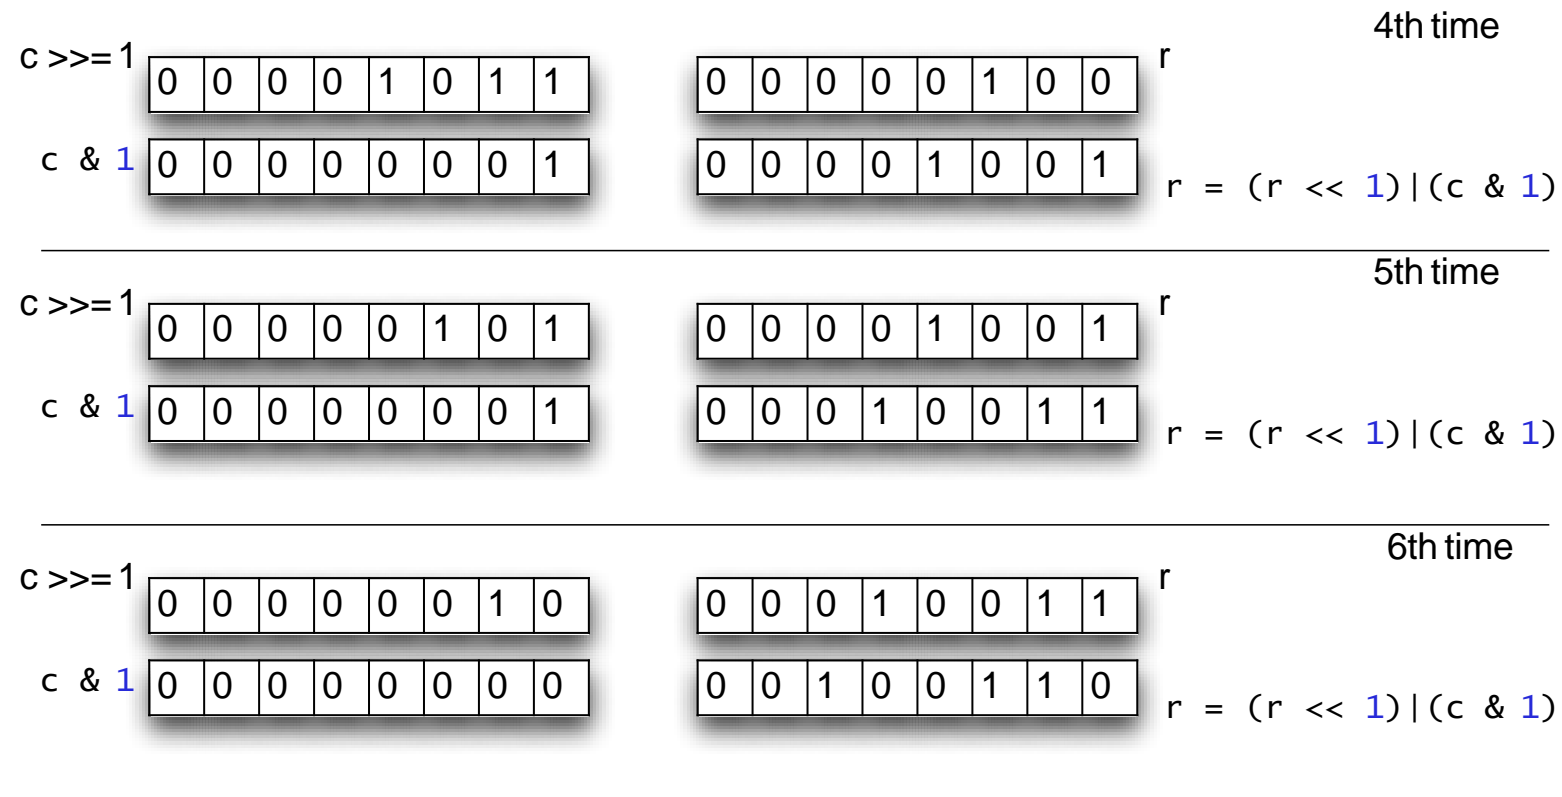 4th time
c >>= 1 0 0 0 0 1 0 1 1 0 0 0 0 0 1 0 0 r
c & 1 0 0 0 0 0 0 0 1 0 0 0 0 1 0 0 1 r = (r << 1)|(c & 1)
5th time
c >>= 1 0 0 0 0 0 1 0 1 0 0 0 0 1 0 0 1 r
c & 1 0 0 0 0 0 0 0 1 0 0 0 1 0 0 1 1 r = (r << 1)|(c & 1)
6th time
c >>= 1 0 0 0 0 0 0 1 0 0 0 0 1 0 0 1 1 r
c & 1 0 0 0 0 0 0 0 0 0 0 1 0 0 1 1 0 r = (r << 1)|(c & 1)